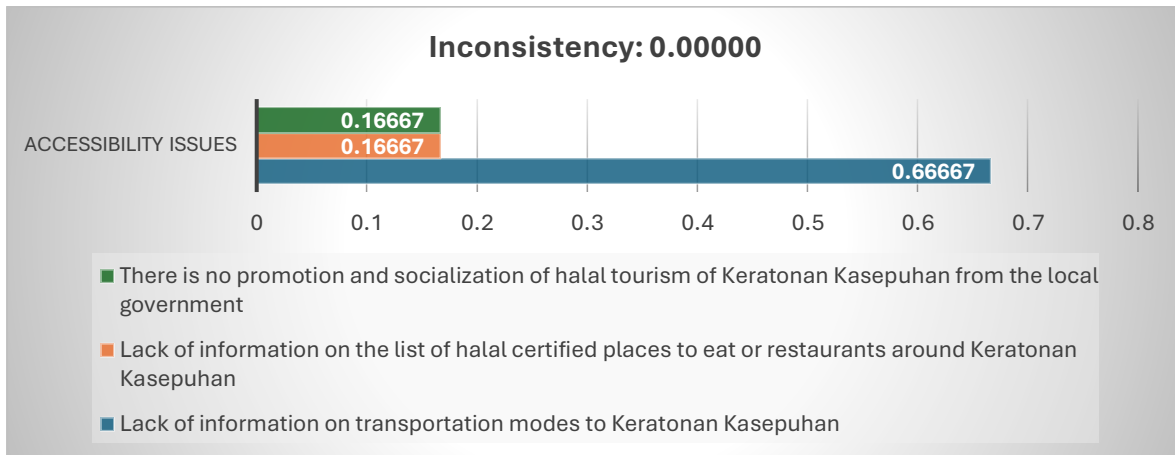 Inconsistency: 0.00000
0.16667
ACCESSIBILITY ISSUES
0.16667
0.66667
0 0.1 0.2 0.3 0.4 0.5 0.6 0.7 0.8
There is no promotion and socialization of halal tourism of Keratonan Kasepuhan from the local
government
Lack of information on the list of halal certified places to eat or restaurants around Keratonan
Kasepuhan
Lack of information on transportation modes to Keratonan Kasepuhan